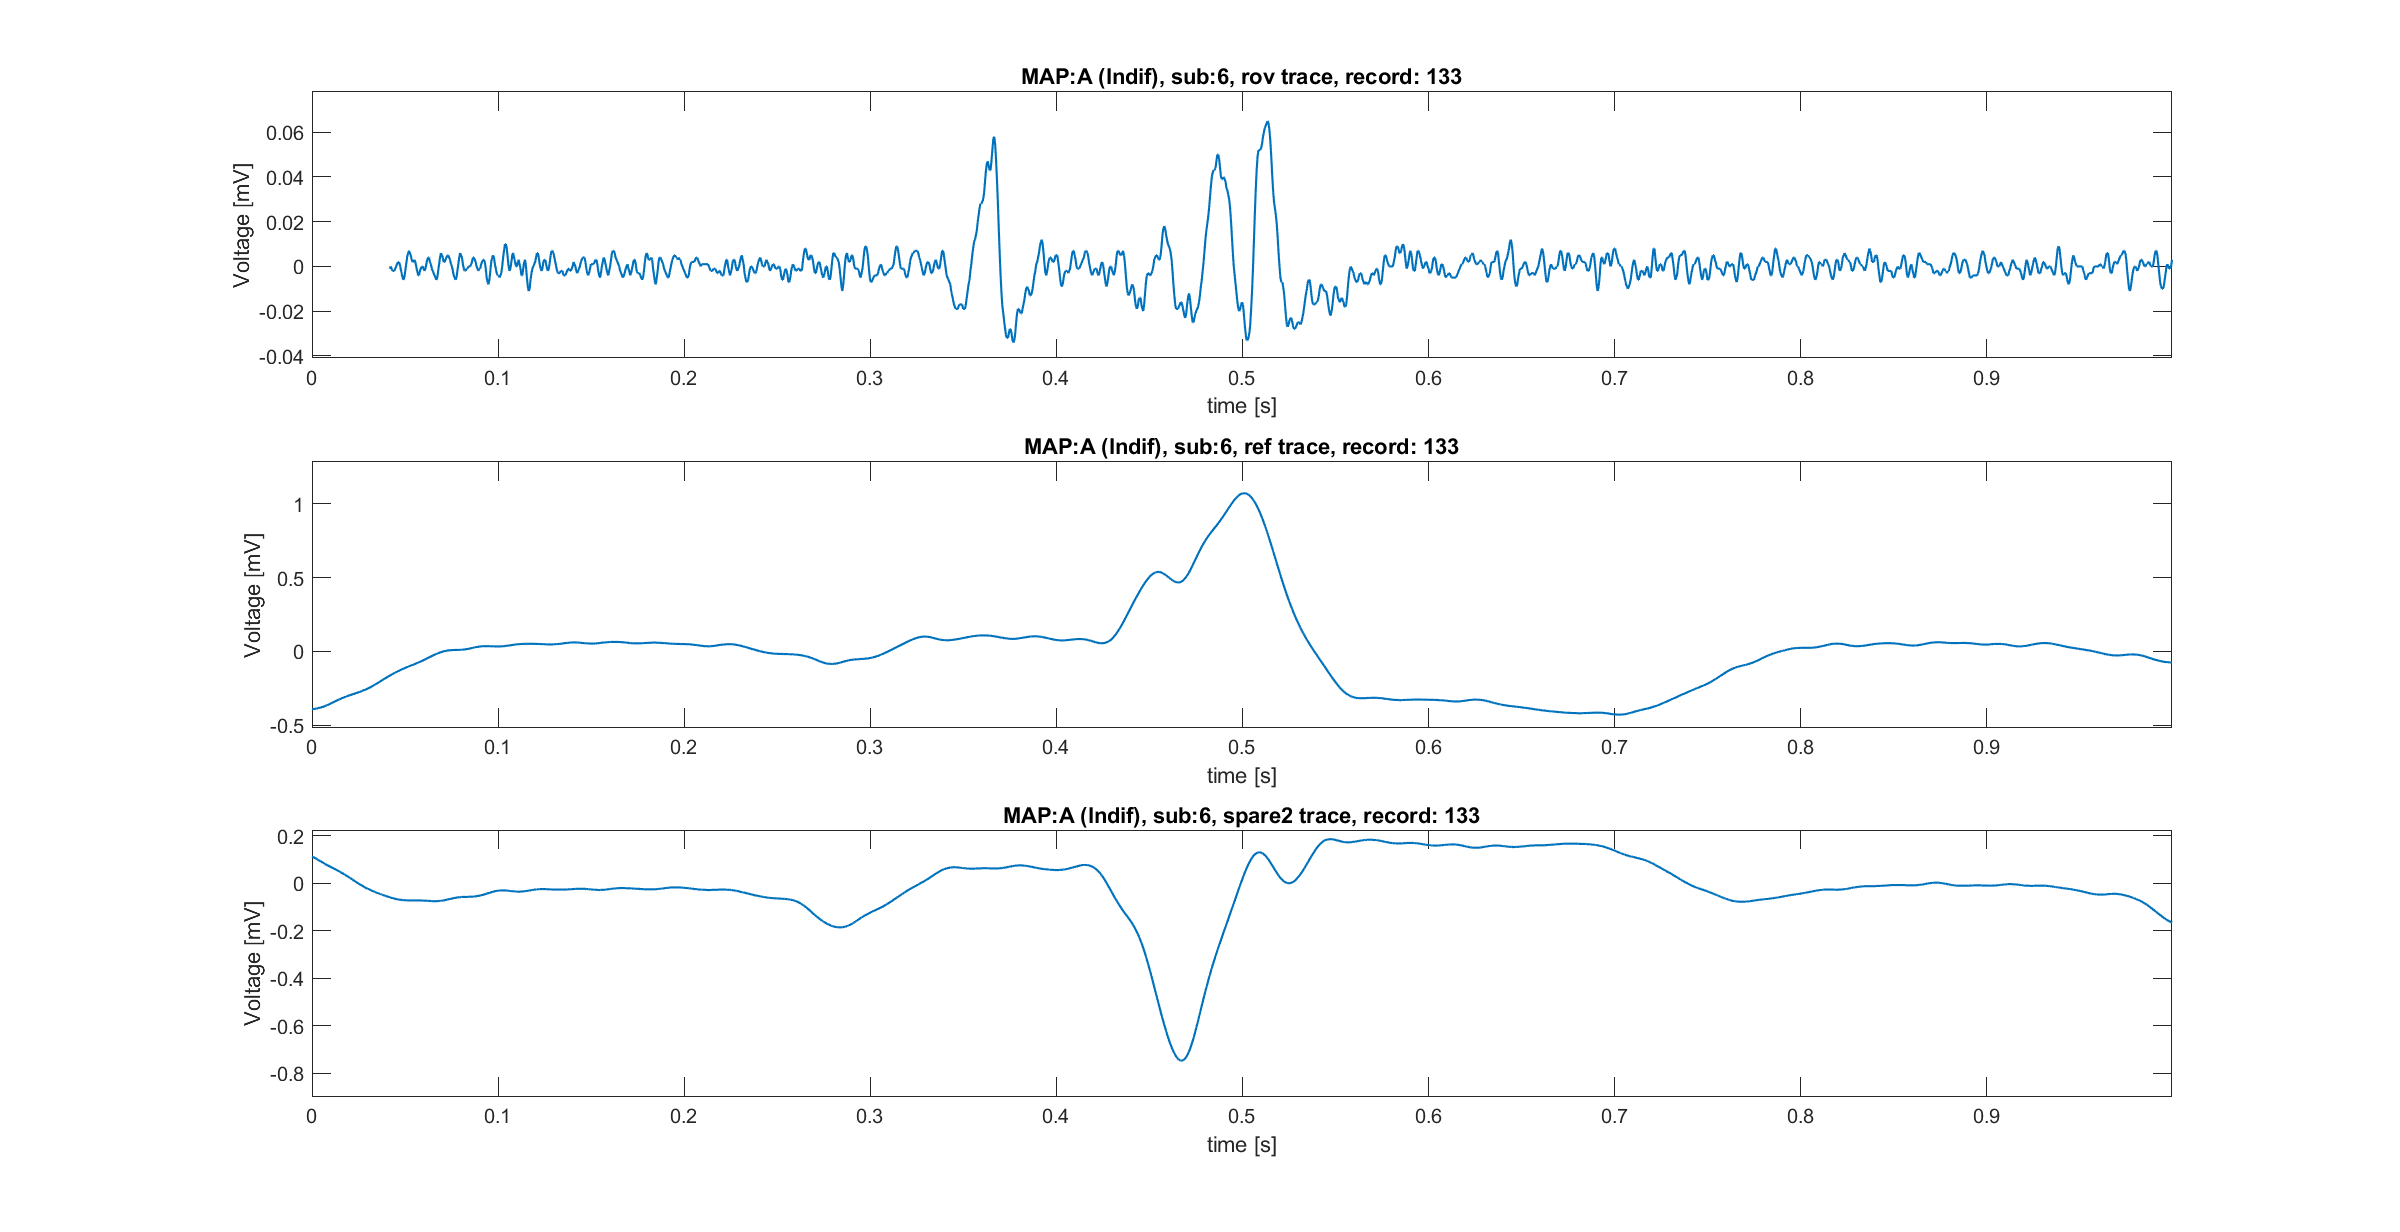 MAP:A (Indif), sub:6, rov trace, record: 133
Voltage [mV]
0.06
0.04
0.02
0
-0.02
-0.04
0 0.1 0.2 0.3 0.4 0.5 0.6 0.7 0.8 0.9
time [s]
MAP:A (Indif), sub:6, ref trace, record: 133
Voltage [mV]
1
0.5
0
-0.5
0 0.1 0.2 0.3 0.4 0.5 0.6 0.7 0.8 0.9
time [s]
MAP:A (Indif), sub:6, spare2 trace, record: 133
Voltage [mV]
0.2
0
-0.2
-0.4
-0.6
-0.8
0 0.1 0.2 0.3 0.4 0.5 0.6 0.7 0.8 0.9
time [s]